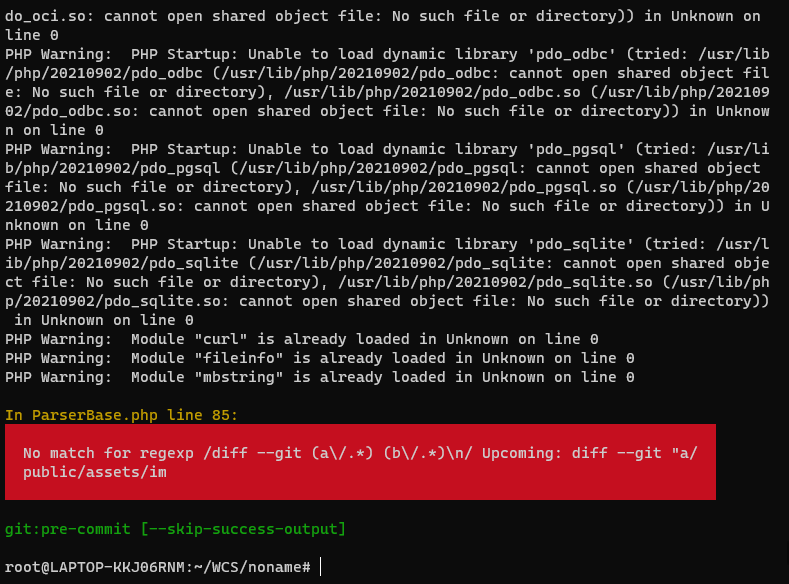 do_oci.so: cannot open shared object file: No such file or directory)) in Unknown on
line 0
PHP Warning:  PHP Startup: Unable to load dynamic library 'pdo_odbc' (tried: /usr/lib
/php/20210902/pdo_odbc (/usr/lib/php/20210902/pdo_odbc: cannot open shared object fil
e: No such file or directory), /usr/lib/php/20210902/pdo_odbc.so (/usr/lib/php/202109
02/pdo_odbc.so: cannot open shared object file: No such file or directory)) in Unknow
n on line 0
PHP Warning:  PHP Startup: Unable to load dynamic library 'pdo_pgsql' (tried: /usr/li
b/php/20210902/pdo_pgsql (/usr/lib/php/20210902/pdo_pgsql: cannot open shared object
file: No such file or directory), /usr/lib/php/20210902/pdo_pgsql.so (/usr/lib/php/20
210902/pdo_pgsql.so: cannot open shared object file: No such file or directory)) in U
nknown on line 0
PHP Warning:  PHP Startup: Unable to load dynamic library 'pdo_sqlite' (tried: /usr/l
ib/php/20210902/pdo_sqlite (/usr/lib/php/20210902/pdo_sqlite: cannot open shared obje
ct file: No such file or directory), /usr/lib/php/20210902/pdo_sqlite.so (/usr/lib/ph
p/20210902/pdo_sqlite.so: cannot open shared object file: No such file or directory))
 in Unknown on line 0
PHP Warning:  Module "curl" is already loaded in Unknown on line 0
PHP Warning:  Module "fileinfo" is already loaded in Unknown on line 0
PHP Warning:  Module "mbstring" is already loaded in Unknown on line 0
In ParserBase.php line 85:
No match for regexp /diff --git (a\/.*) (b\/.*)\n/ Upcoming: diff --git "a/
public/assets/im
git:pre-commit [--skip-success-output]
root@LAPTOP-KKJ06RNM:~/WCS/noname#